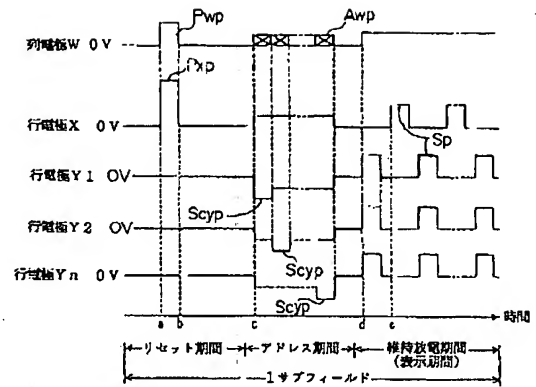 Pwp
Awp
列電極W 0V
Pxp
行電極X 0V
Sp
行電極Y1 0V
Scyp
行電極Y2 0V
Scyp
行電極Yn 0V
Scyp
a b c d e 時間
リセット期間 アドレス期間 維持放電期間
(表示期間)
1サブフィールド